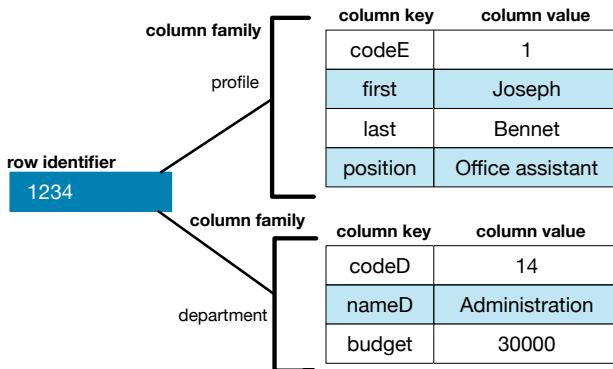 column key column value
column family
codeE 1
profile
first Joseph
last Bennet
position Office assistant
row identifier
1234
column family
column key column value
codeD 14
nameD Administration
department
budget 30000